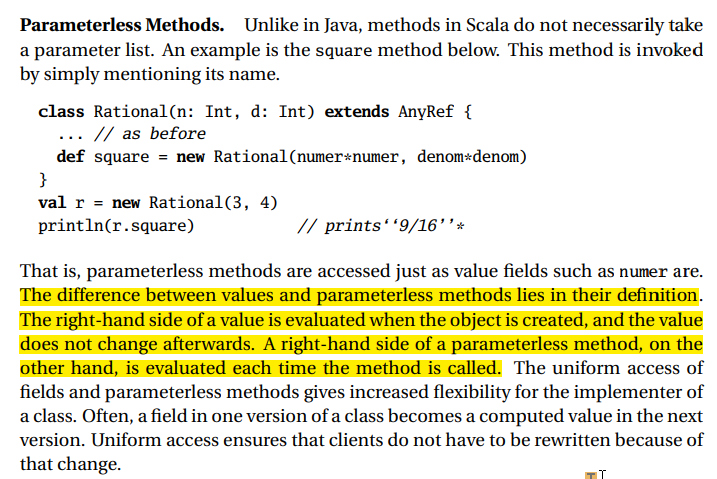 Parameterless Methods. Unlike in Java, methods in Scala do not necessarily take
a parameter list. An example is the square method below. This method is invoked
by simply mentioning its name.
class Rational(n: Int, d: Int) extends AnyRef {
... // as before
def square = new Rational(numer*numer, denom*denom)
}
val r = new Rational(3, 4)
println(r.square) // prints‘‘9/16’’*
That is, parameterless methods are accessed just as value fields such as numer are.
The difference between values and parameterless methods lies in their definition.
The right-hand side of a value is evaluated when the object is created, and the value
does not change afterwards. A right-hand side of a parameterless method, on the
other hand, is evaluated each time the method is called. The uniform access of
fields and parameterless methods gives increased flexibility for the implementer of
a class. Often, a field in one version of a class becomes a computed value in the next
version. Uniform access ensures that clients do not have to be rewritten because of
that change.